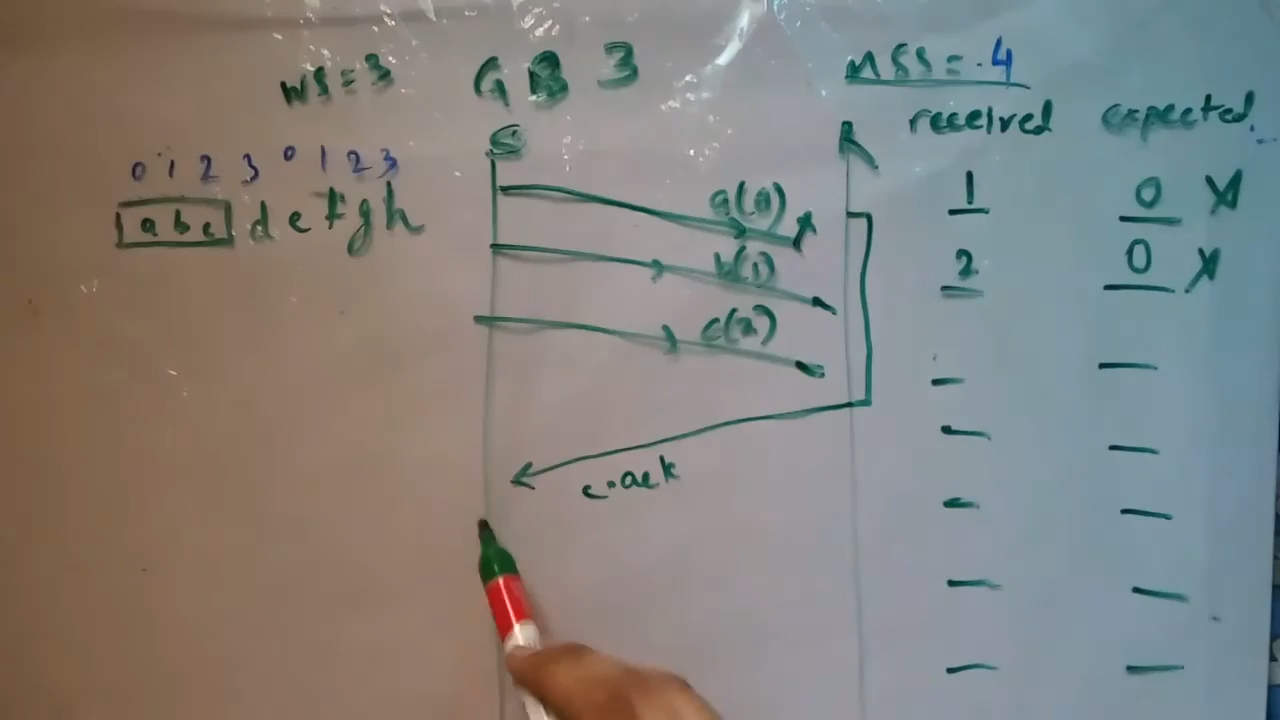 WS = 3 GB 3 MSS = 4
S R received expected
0 1 2 3 0 1 2 3
a b c d e f g h
a(0)
b(1)
c(2)
1 0 X
2 0 X
c-ack